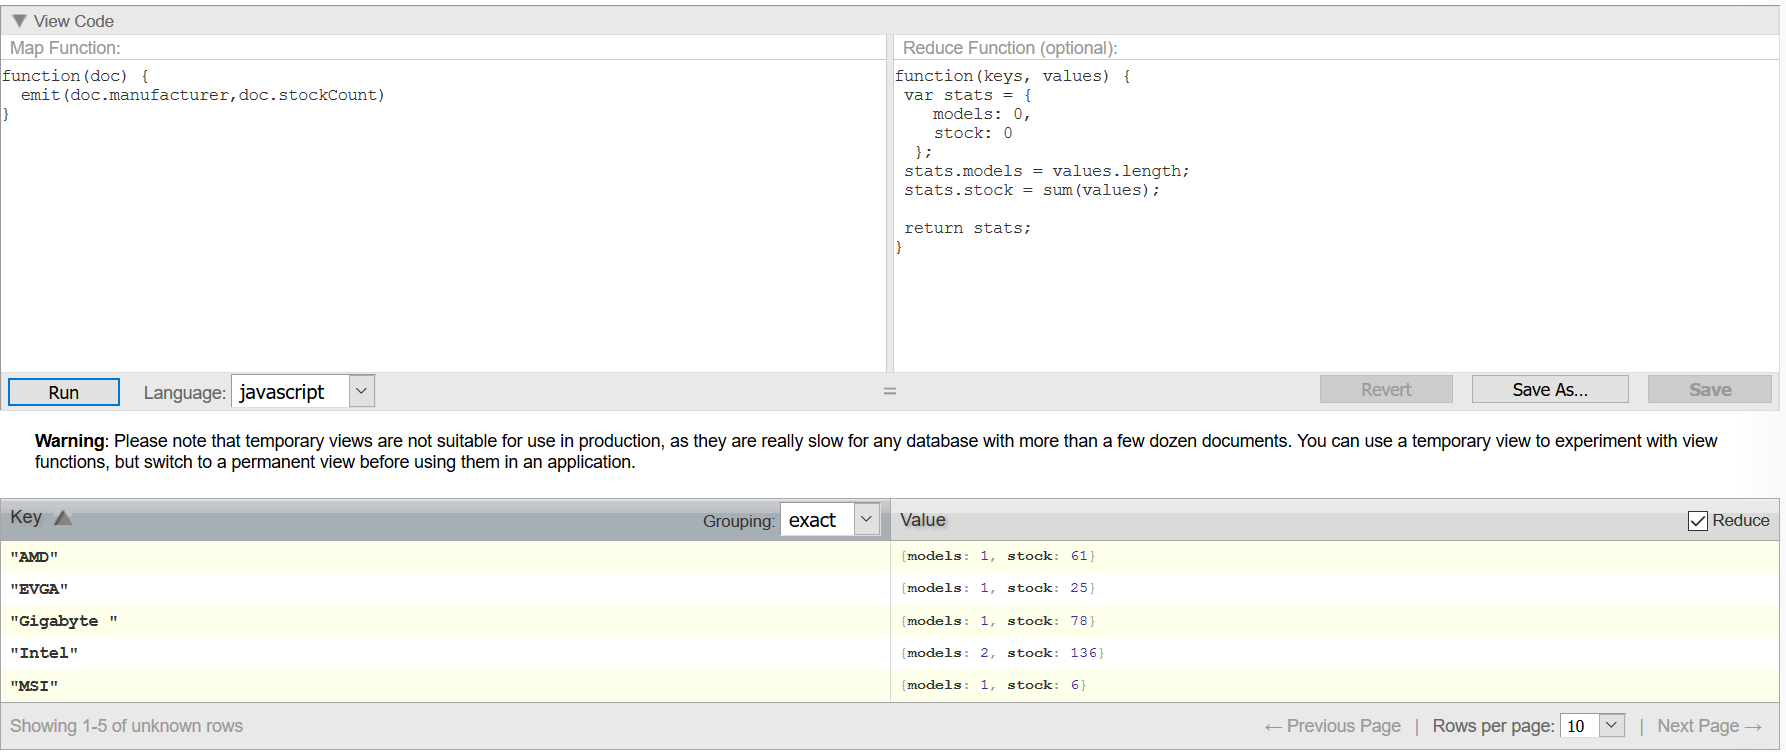 View Code
Map Function:
function(doc) {
  emit(doc.manufacturer,doc.stockCount)
}
Reduce Function (optional):
function(keys, values) {
 var stats = {
    models: 0,
    stock: 0
  };
 stats.models = values.length;
 stats.stock = sum(values);

 return stats;
}
Run Language: javascript = Revert Save As... Save
Warning: Please note that temporary views are not suitable for use in production, as they are really slow for any database with more than a few dozen documents. You can use a temporary view to experiment with view
functions, but switch to a permanent view before using them in an application.
Key Grouping: exact Value Reduce
"AMD" {models: 1, stock: 61}
"EVGA" {models: 1, stock: 25}
"Gigabyte " {models: 1, stock: 78}
"Intel" {models: 2, stock: 136}
"MSI" {models: 1, stock: 6}
Showing 1-5 of unknown rows ← Previous Page | Rows per page: 10 | Next Page →